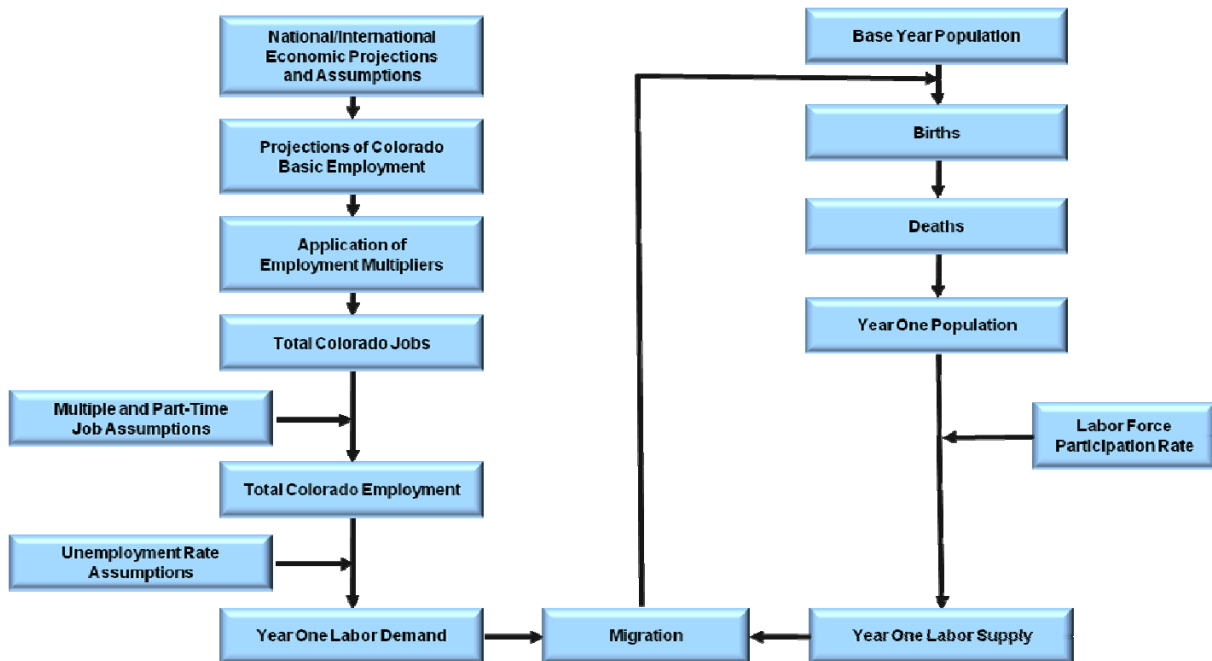 National/International
Economic Projections
and Assumptions
Projections of Colorado
Basic Employment
Application of
Employment Multipliers
Total Colorado Jobs
Multiple and Part-Time
Job Assumptions
Total Colorado Employment
Unemployment Rate
Assumptions
Year One Labor Demand
Migration
Base Year Population
Births
Deaths
Year One Population
Labor Force
Participation Rate
Year One Labor Supply